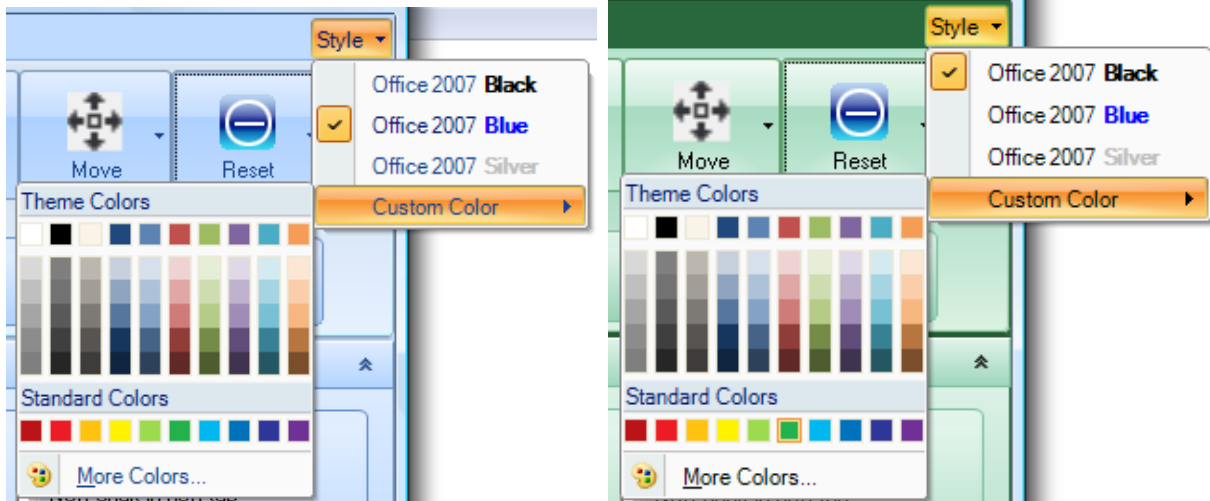 Style
Office 2007 Black
Office 2007 Blue
Office 2007 Silver
Custom Color
Move
Reset
Theme Colors
Standard Colors
More Colors...
Style
Office 2007 Black
Office 2007 Blue
Office 2007 Silver
Custom Color
Move
Reset
Theme Colors
Standard Colors
More Colors...